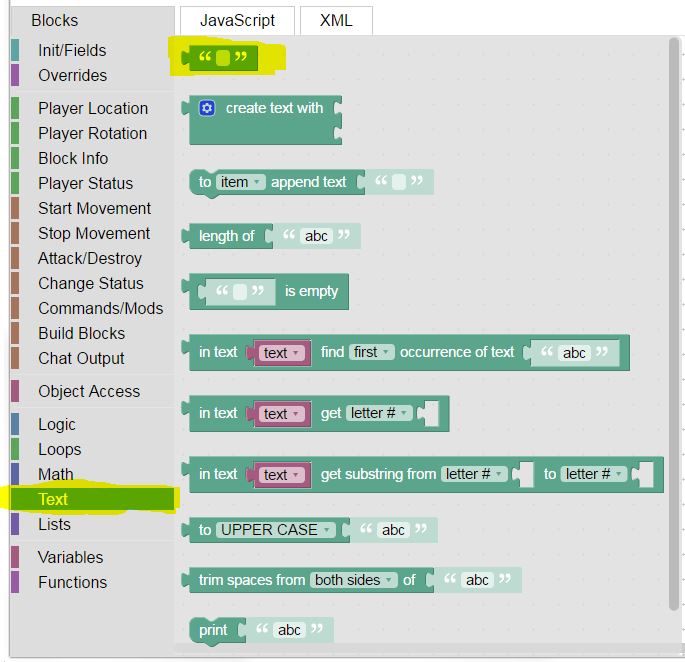 Blocks JavaScript XML
Init/Fields
Overrides
Player Location
Player Rotation
Block Info
Player Status
Start Movement
Stop Movement
Attack/Destroy
Change Status
Commands/Mods
Build Blocks
Chat Output
Object Access
Logic
Loops
Math
Text
Lists
Variables
Functions
“ ”
create text with
to item append text “ ”
length of “ abc ”
“ ” is empty
in text text find first occurrence of text “ abc ”
in text text get letter #
in text text get substring from letter # to letter #
to UPPER CASE “ abc ”
trim spaces from both sides of “ abc ”
print “ abc ”